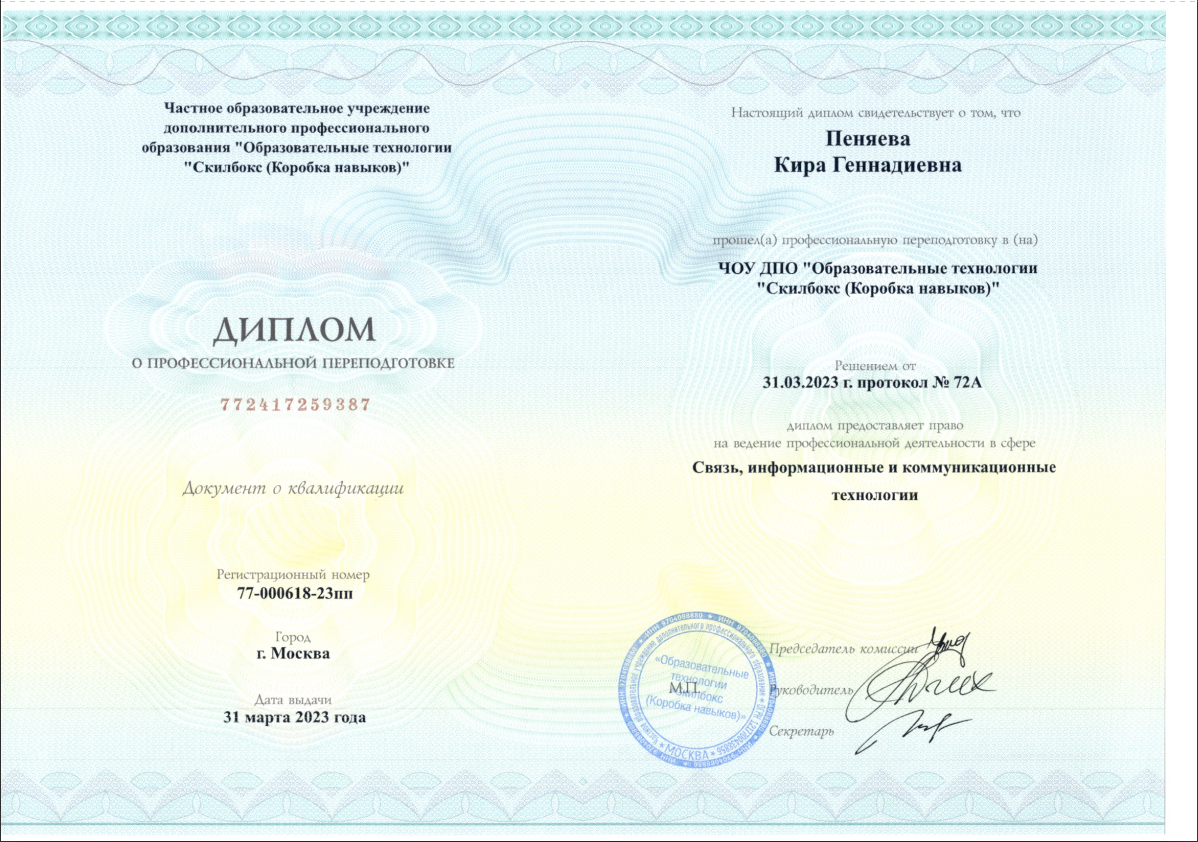 Частное образовательное учреждение
дополнительного профессионального
образования "Образовательные технологии
"Скилбокс (Коробка навыков)"
ДИПЛОМ
О ПРОФЕССИОНАЛЬНОЙ ПЕРЕПОДГОТОВКЕ
772417259387
Документ о квалификации
Регистрационный номер
77-000618-23пп
Город
г. Москва
Дата выдачи
31 марта 2023 года
Настоящий диплом свидетельствует о том, что
Пеняева
Кира Геннадиевна
прошел(а) профессиональную переподготовку в (на)
ЧОУ ДПО "Образовательные технологии
"Скилбокс (Коробка навыков)"
Решением от
31.03.2023 г. протокол № 72А
диплом предоставляет право
на ведение профессиональной деятельности в сфере
Связь, информационные и коммуникационные
технологии
Председатель комиссии
Руководитель
Секретарь
М.П.
«Образовательные
технологии
Скилбокс
(Коробка навыков)»
МОСКВА